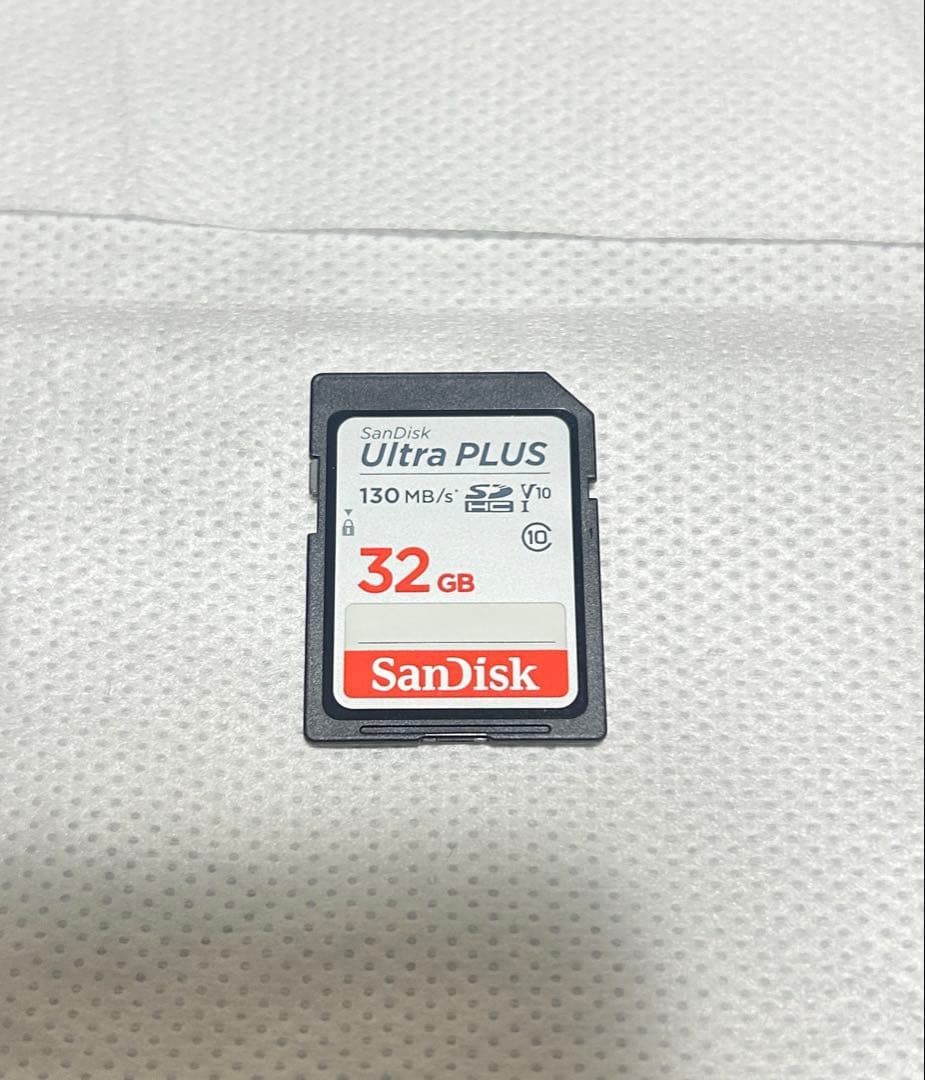 SanDisk
Ultra PLUS
130 MB/s* SD HC I V10
10
32 GB
SanDisk